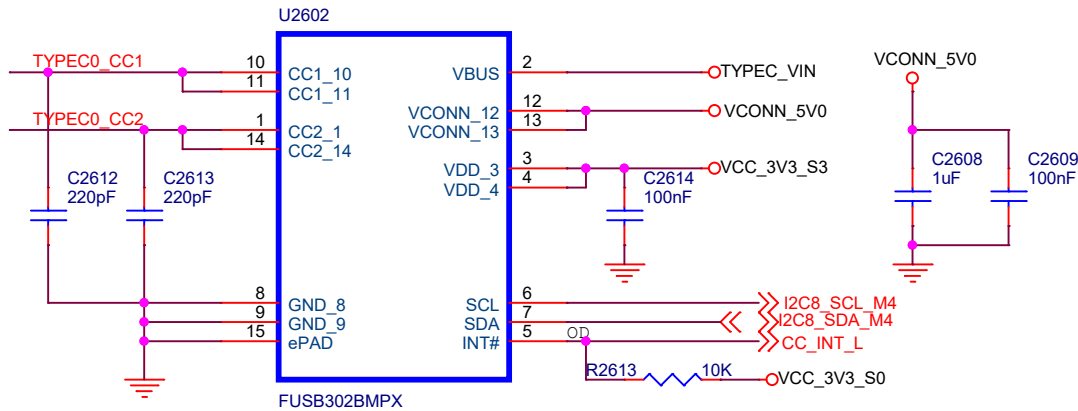 U2602
TYPEC0_CC1
10
CC1_10
VBUS
2
TYPEC_VIN
VCONN_5V0
11
CC1_11
VCONN_12
12
VCONN_5V0
TYPEC0_CC2
1
CC2_1
VCONN_13
13
14
CC2_14
VDD_3
3
VCC_3V3_S3
VDD_4
4
C2612
220pF
C2613
220pF
C2614
100nF
C2608
1uF
C2609
100nF
8
GND_8
SCL
6
I2C8_SCL_M4
9
GND_9
SDA
7
I2C8_SDA_M4
15
ePAD
INT#
5
OD
CC_INT_L
R2613
10K
VCC_3V3_S0
FUSB302BMPX